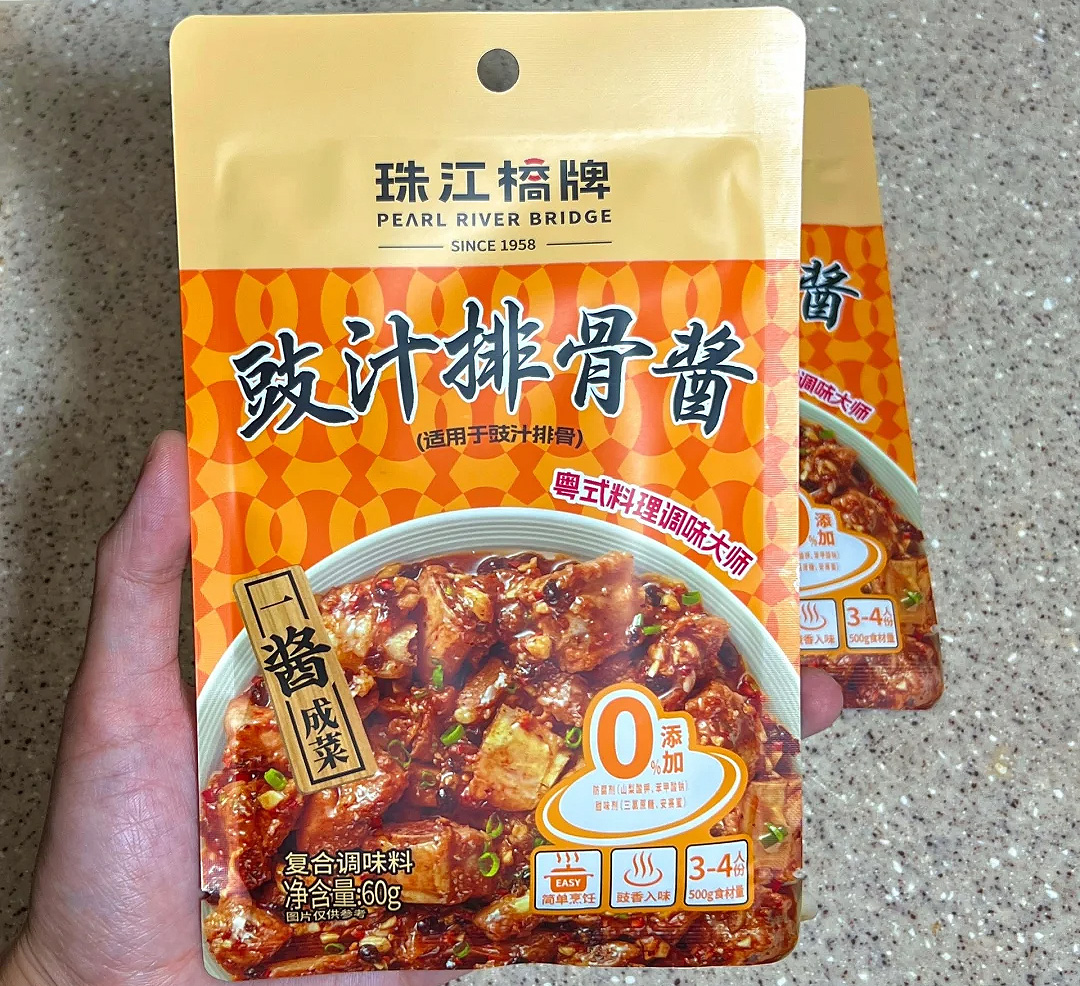 珠江橋牌
PEARL RIVER BRIDGE
SINCE 1958
豉汁排骨酱
(适用于豉汁排骨)
粤式料理调味大师
一酱成菜
0%添加
防腐剂(山梨酸钾、苯甲酸钠)
甜味剂(三氯蔗糖、安赛蜜)
EASY
简单烹饪
豉香入味
3-4人份
500g食材量
复合调味料
净含量:60g
图片仅供参考
酱
调味大师
添加
豉香入味
3-4人份
500g食材量